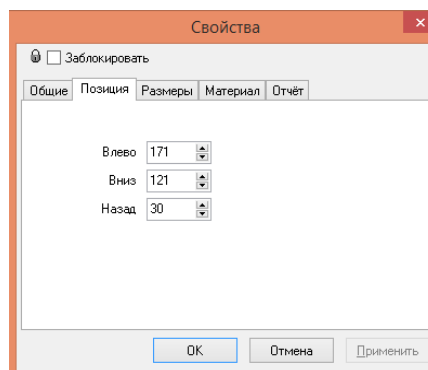 Свойства
Заблокировать
Общие Позиция Размеры Материал Отчёт
Влево 171
Вниз 121
Назад 30
OK Отмена Применить